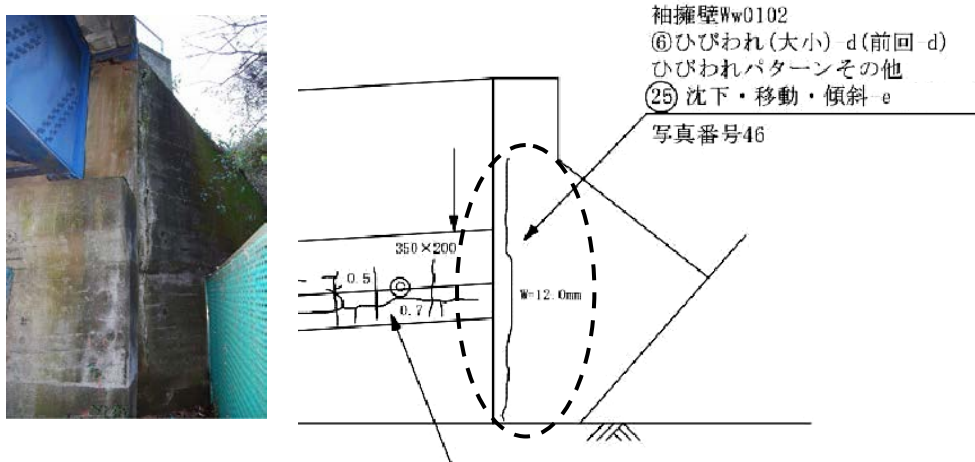 袖擁壁Ww0102
⑥ひびわれ(大小)-d(前回-d)
ひびわれパターンその他
㉕沈下・移動・傾斜-e
写真番号46
350×200
0.5
0.7
W=12.0mm